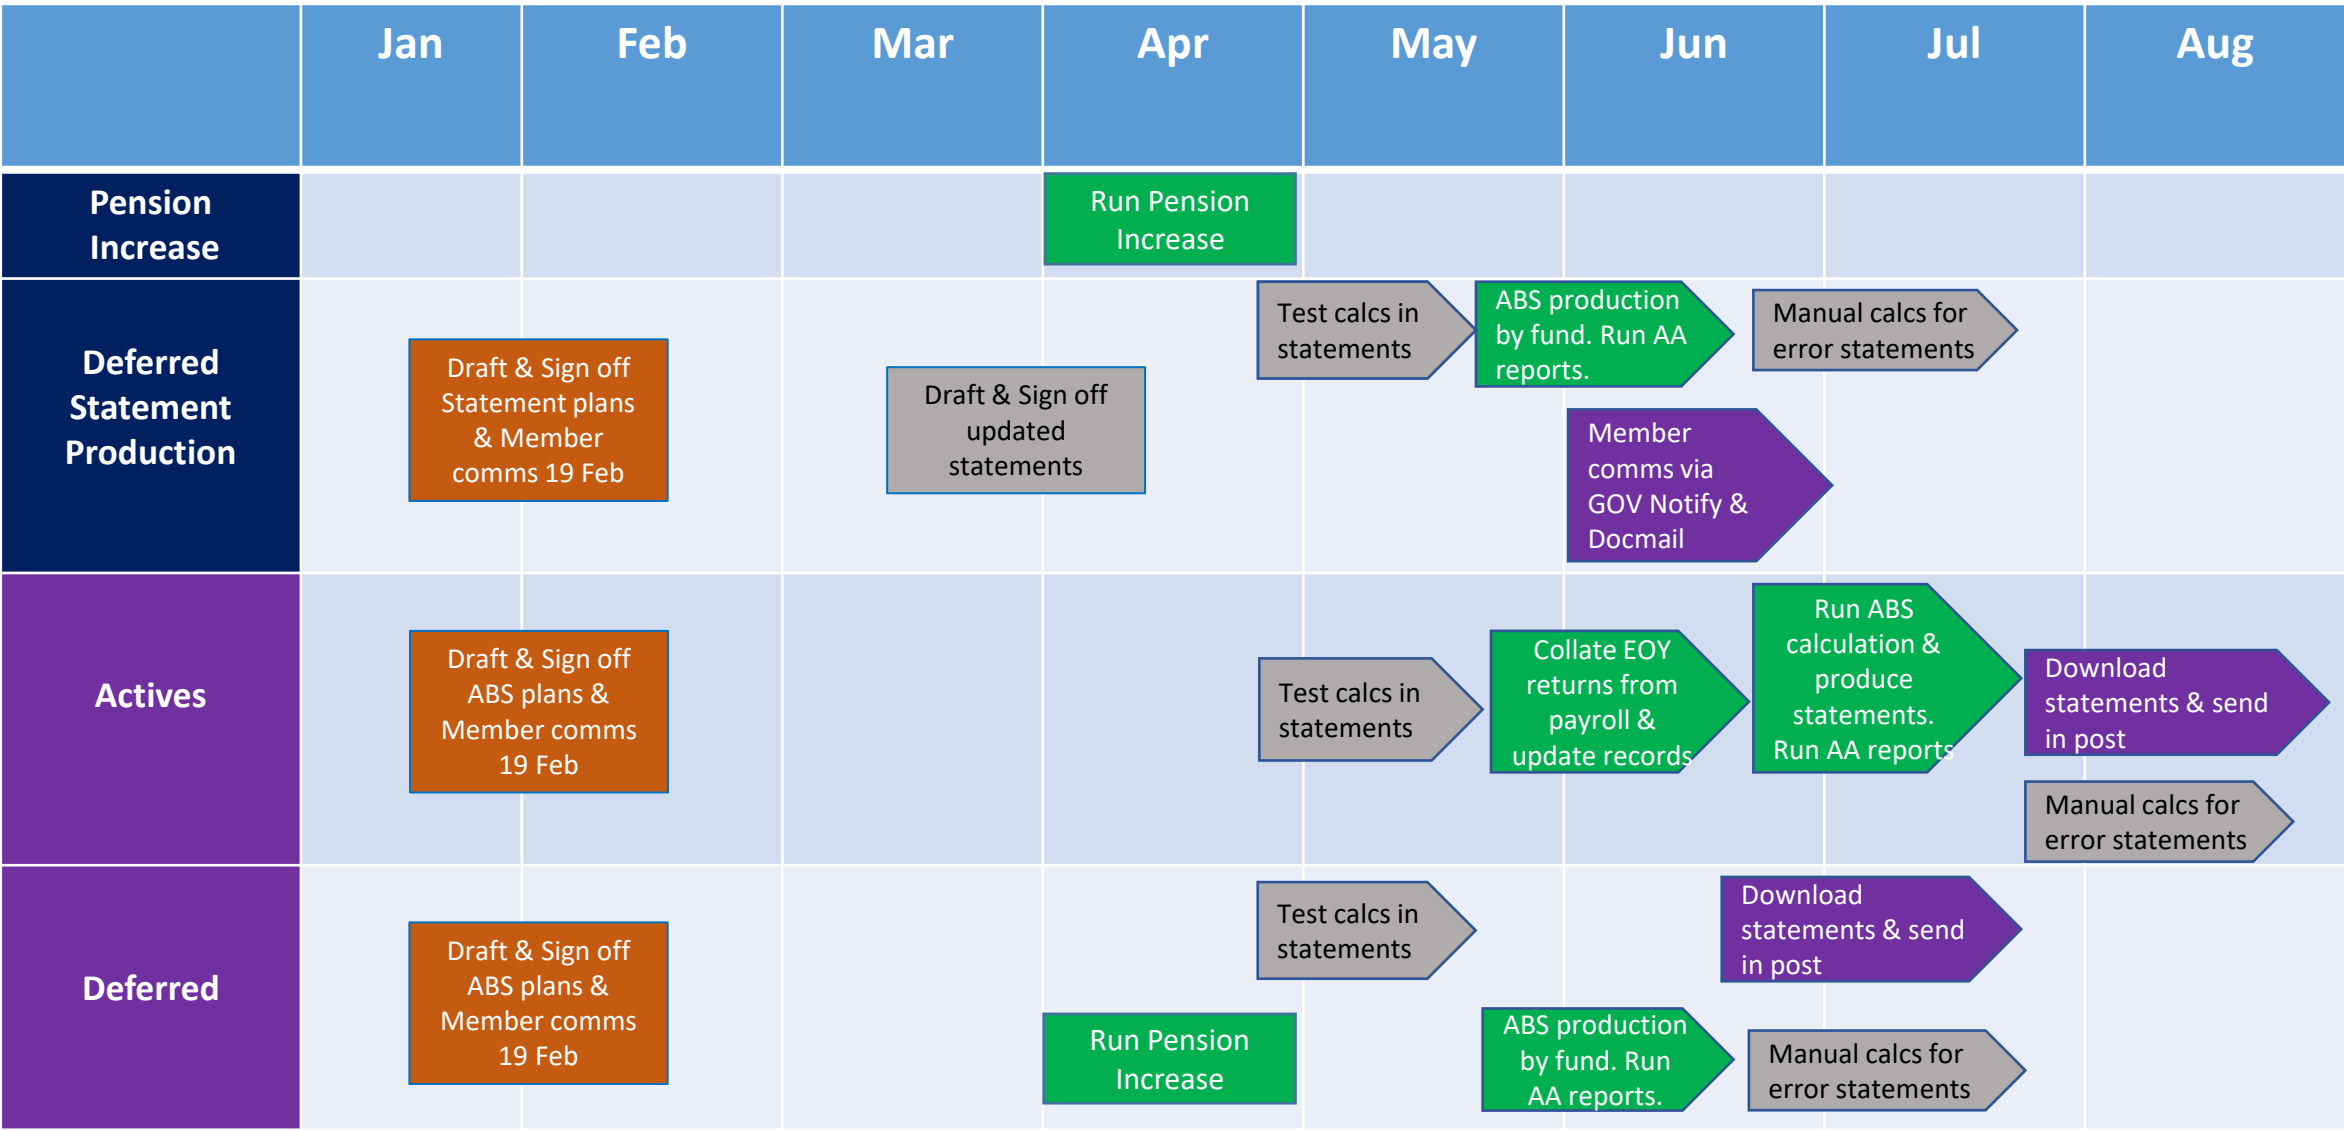 Jan
Feb
Mar
Apr
May
Jun
Jul
Aug
Pension
Increase
Run Pension
Increase
Deferred
Statement
Production
Draft & Sign off
Statement plans
& Member
comms 19 Feb
Draft & Sign off
updated
statements
Test calcs in
statements
ABS production
by fund. Run AA
reports.
Manual calcs for
error statements
Member
comms via
GOV Notify &
Docmail
Actives
Draft & Sign off
ABS plans &
Member comms
19 Feb
Test calcs in
statements
Collate EOY
returns from
payroll &
update records
Run ABS
calculation &
produce
statements.
Run AA reports
Download
statements & send
in post
Manual calcs for
error statements
Deferred
Draft & Sign off
ABS plans &
Member comms
19 Feb
Run Pension
Increase
Test calcs in
statements
ABS production
by fund. Run
AA reports.
Download
statements & send
in post
Manual calcs for
error statements